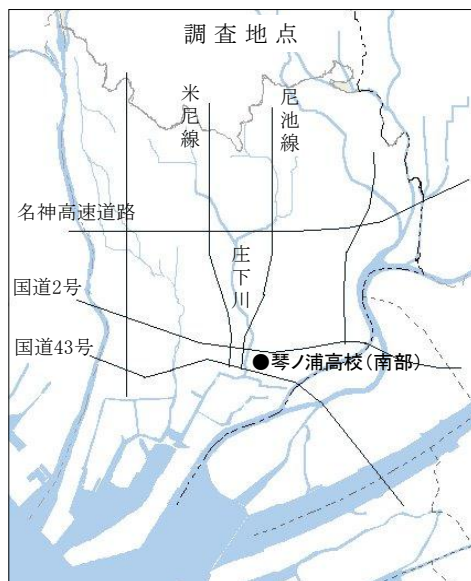 調査地点
米尼線
尼池線
名神高速道路
庄下川
国道2号
国道43号
●琴ノ浦高校(南部)